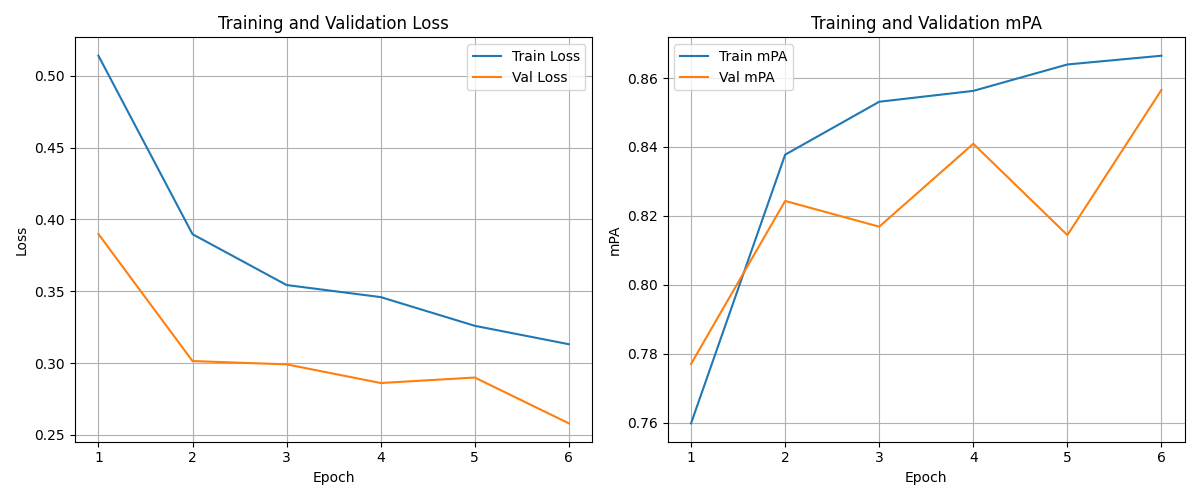 Training and Validation Loss
Train Loss
Val Loss
0.50
0.45
0.40
0.35
0.30
0.25
Loss
1 2 3 4 5 6
Epoch
Training and Validation mPA
Train mPA
Val mPA
0.86
0.84
0.82
0.80
0.78
0.76
mPA
1 2 3 4 5 6
Epoch